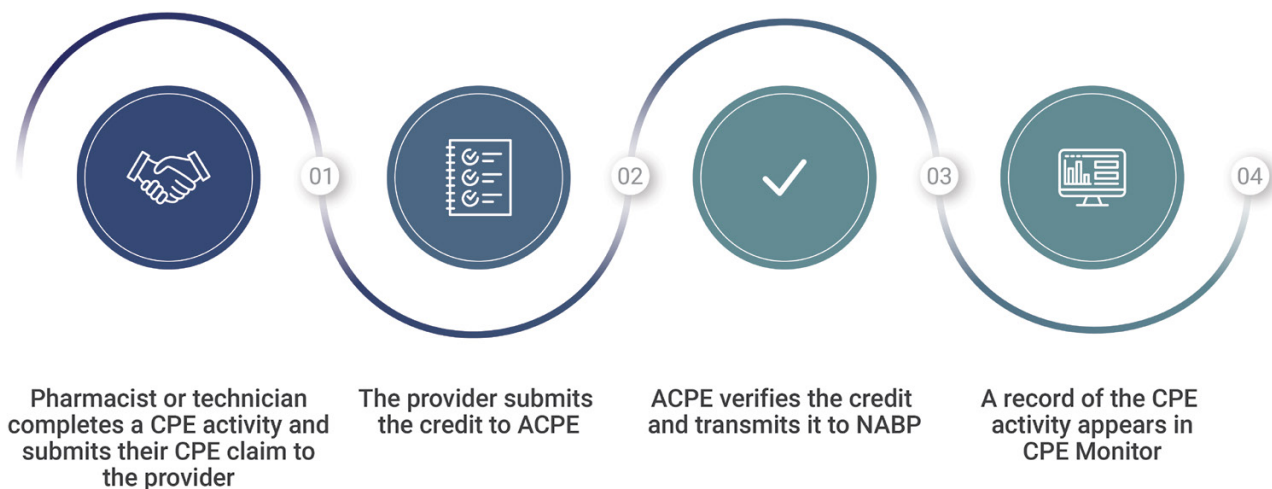 01
02
03
04
Pharmacist or technician
completes a CPE activity and
submits their CPE claim to
the provider
The provider submits
the credit to ACPE
ACPE verifies the credit
and transmits it to NABP
A record of the CPE
activity appears in
CPE Monitor